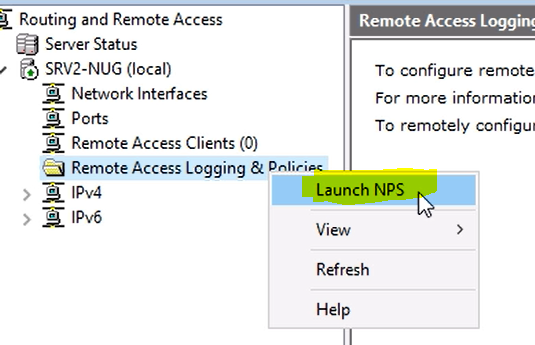 Routing and Remote Access
Server Status
SRV2-NUG (local)
Network Interfaces
Ports
Remote Access Clients (0)
Remote Access Logging & Policies
IPv4
IPv6
Remote Access Logging
To configure remote
For more information
To remotely configur
Launch NPS
View
Refresh
Help